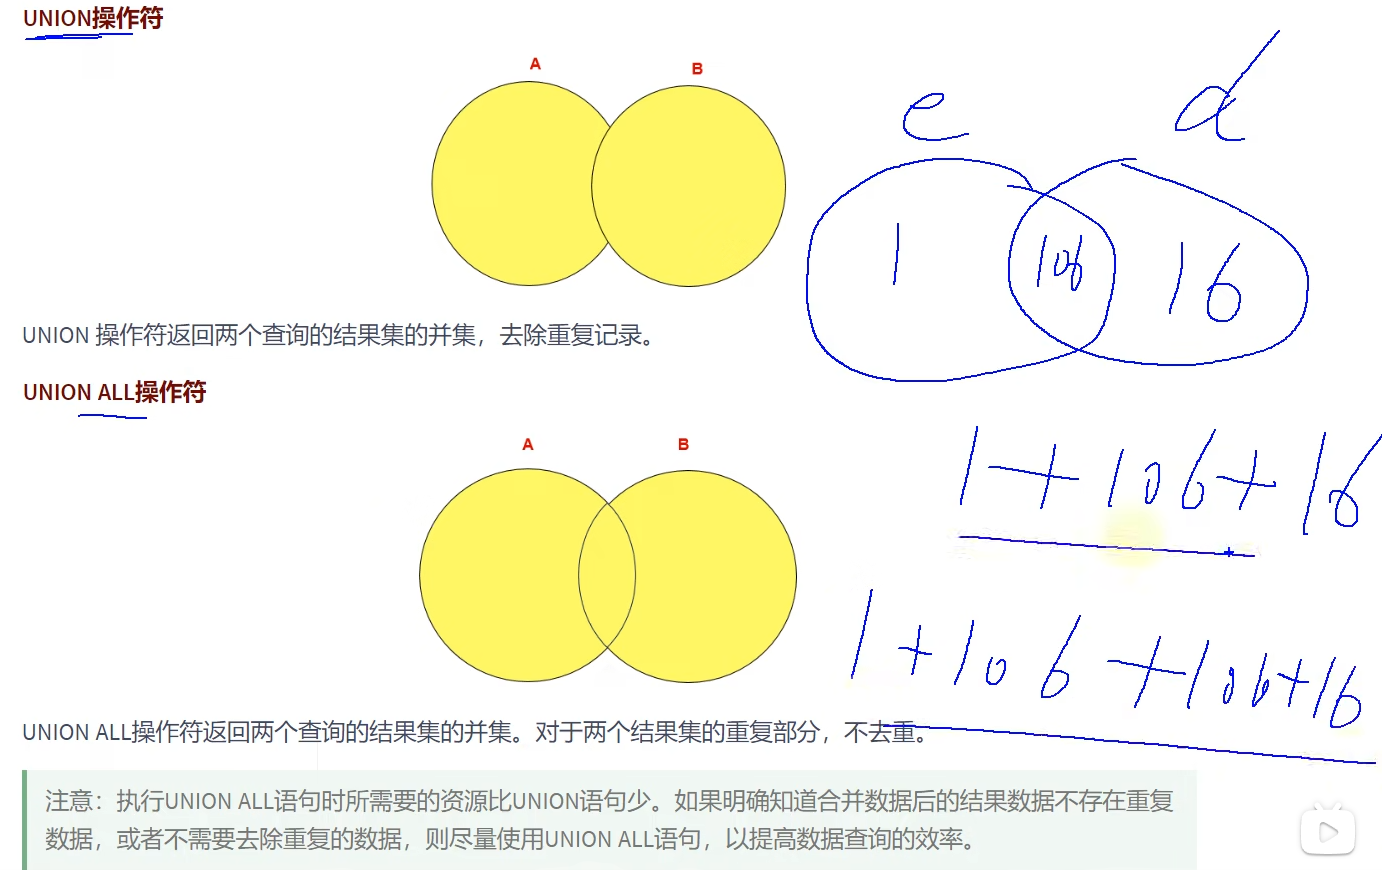 UNION操作符
A
B
e
d
1
106
16
UNION 操作符返回两个查询的结果集的并集，去除重复记录。
UNION ALL操作符
A
B
1+106+16
1+106+106+16
UNION ALL操作符返回两个查询的结果集的并集。对于两个结果集的重复部分，不去重。
注意：执行UNION ALL语句时所需要的资源比UNION语句少。如果明确知道合并数据后的结果数据不存在重复
数据，或者不需要去除重复的数据，则尽量使用UNION ALL语句，以提高数据查询的效率。